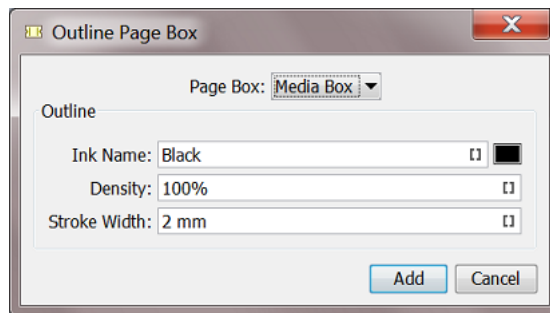 Outline Page Box
Page Box: Media Box
Outline
Ink Name: Black []
Density: 100% []
Stroke Width: 2 mm []
Add Cancel